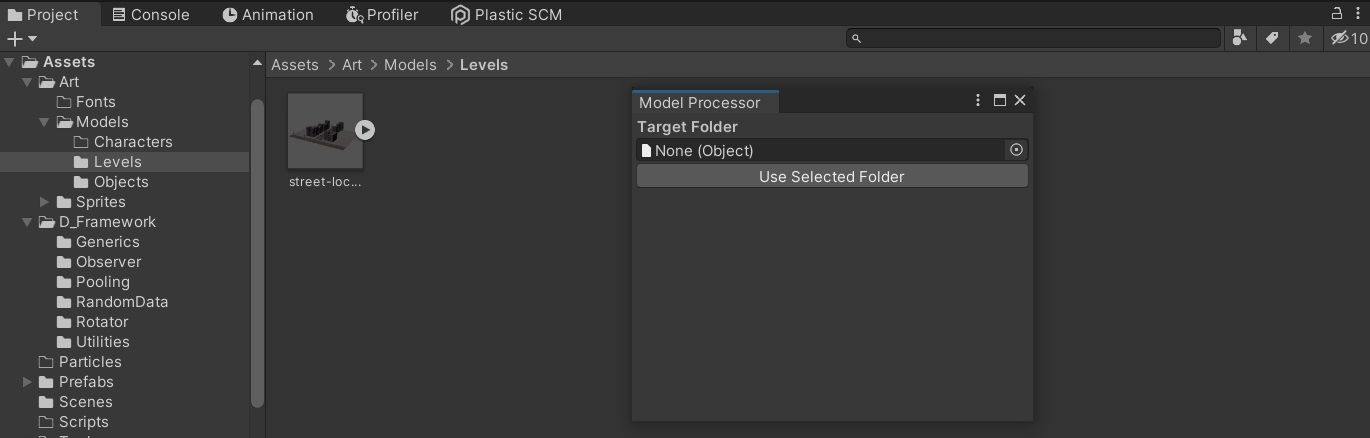 Project Console Animation Profiler Plastic SCM
10
Assets
Art
Fonts
Models
Characters
Levels
Objects
Sprites
D_Framework
Generics
Observer
Pooling
RandomData
Rotator
Utilities
Particles
Prefabs
Scenes
Scripts
Assets > Art > Models > Levels
street-loc...
Model Processor
Target Folder
None (Object)
Use Selected Folder